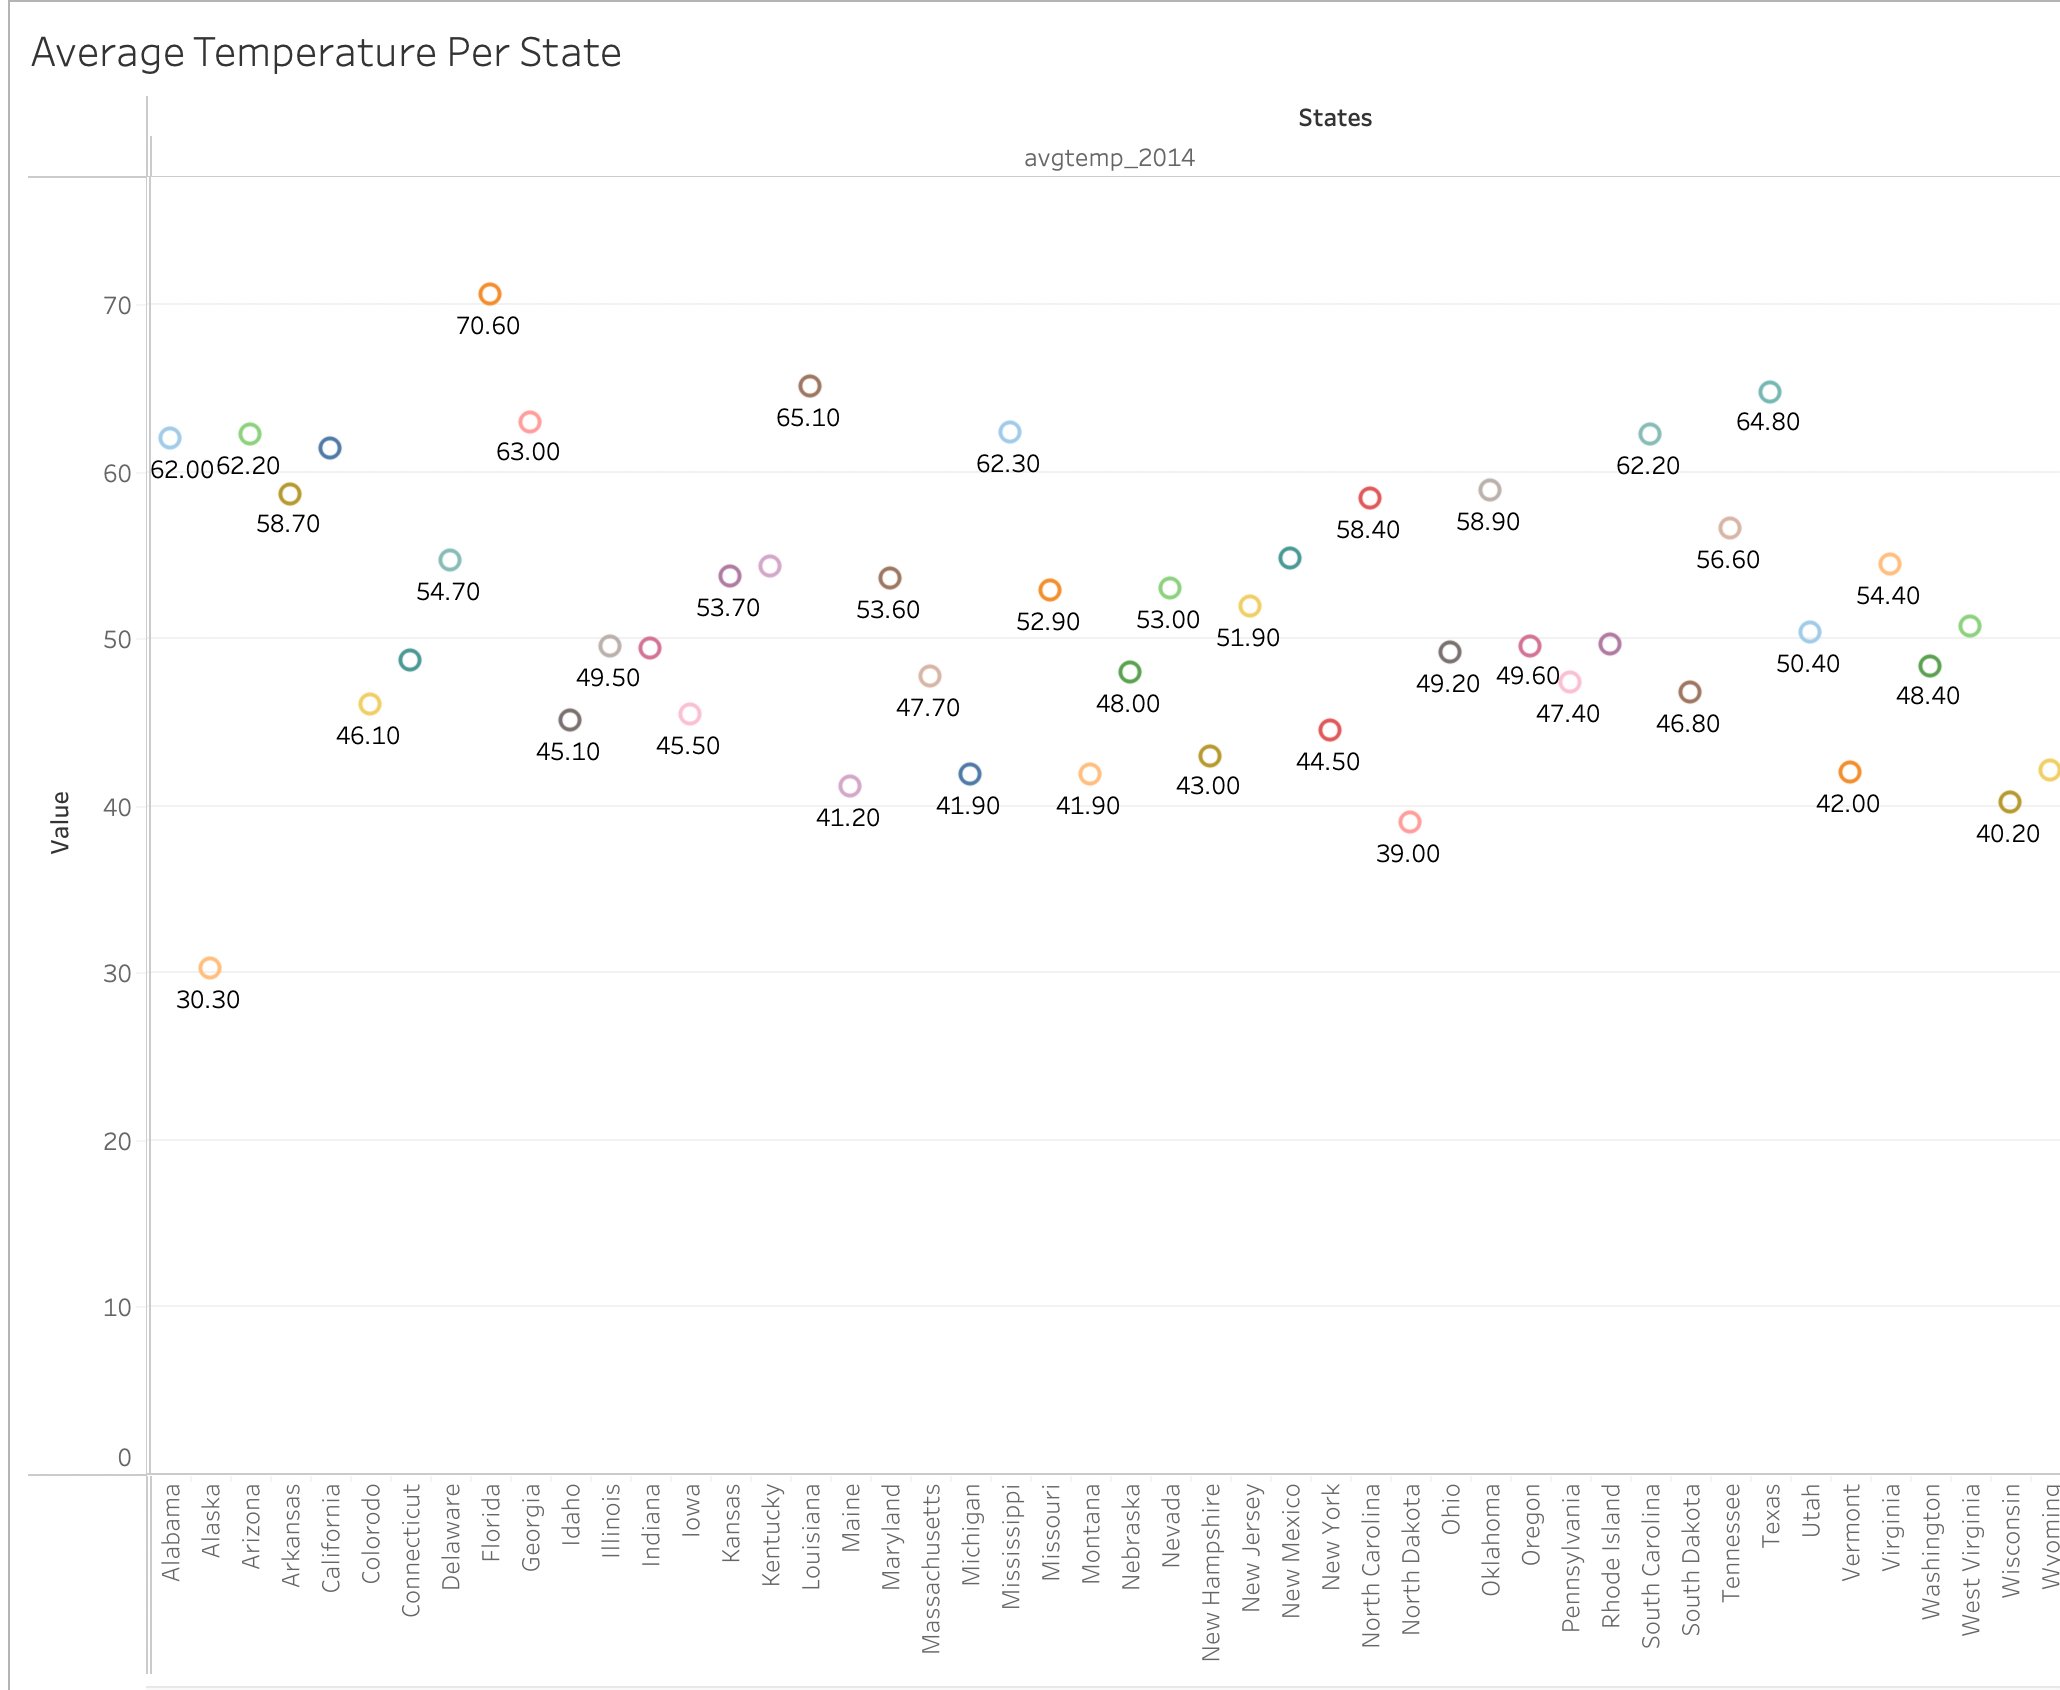 Average Temperature Per State
States
avgtemp_2014
70
70.60
65.10
64.80
63.00
62.00
62.20
62.30
62.20
60
58.70
58.40
58.90
56.60
54.70
53.70
53.60
52.90
53.00
51.90
54.40
50
49.50
49.20
49.60
50.40
46.10
45.10
45.50
47.70
48.00
47.40
46.80
48.40
44.50
43.00
40
41.20
41.90
41.90
42.00
40.20
39.00
Value
30
30.30
20
10
0
Alabama
Alaska
Arizona
Arkansas
California
Colorodo
Connecticut
Delaware
Florida
Georgia
Idaho
Illinois
Indiana
Iowa
Kansas
Kentucky
Louisiana
Maine
Maryland
Massachusetts
Michigan
Mississippi
Missouri
Montana
Nebraska
Nevada
New Hampshire
New Jersey
New Mexico
New York
North Carolina
North Dakota
Ohio
Oklahoma
Oregon
Pennsylvania
Rhode Island
South Carolina
South Dakota
Tennessee
Texas
Utah
Vermont
Virginia
Washington
West Virginia
Wisconsin
Wyoming